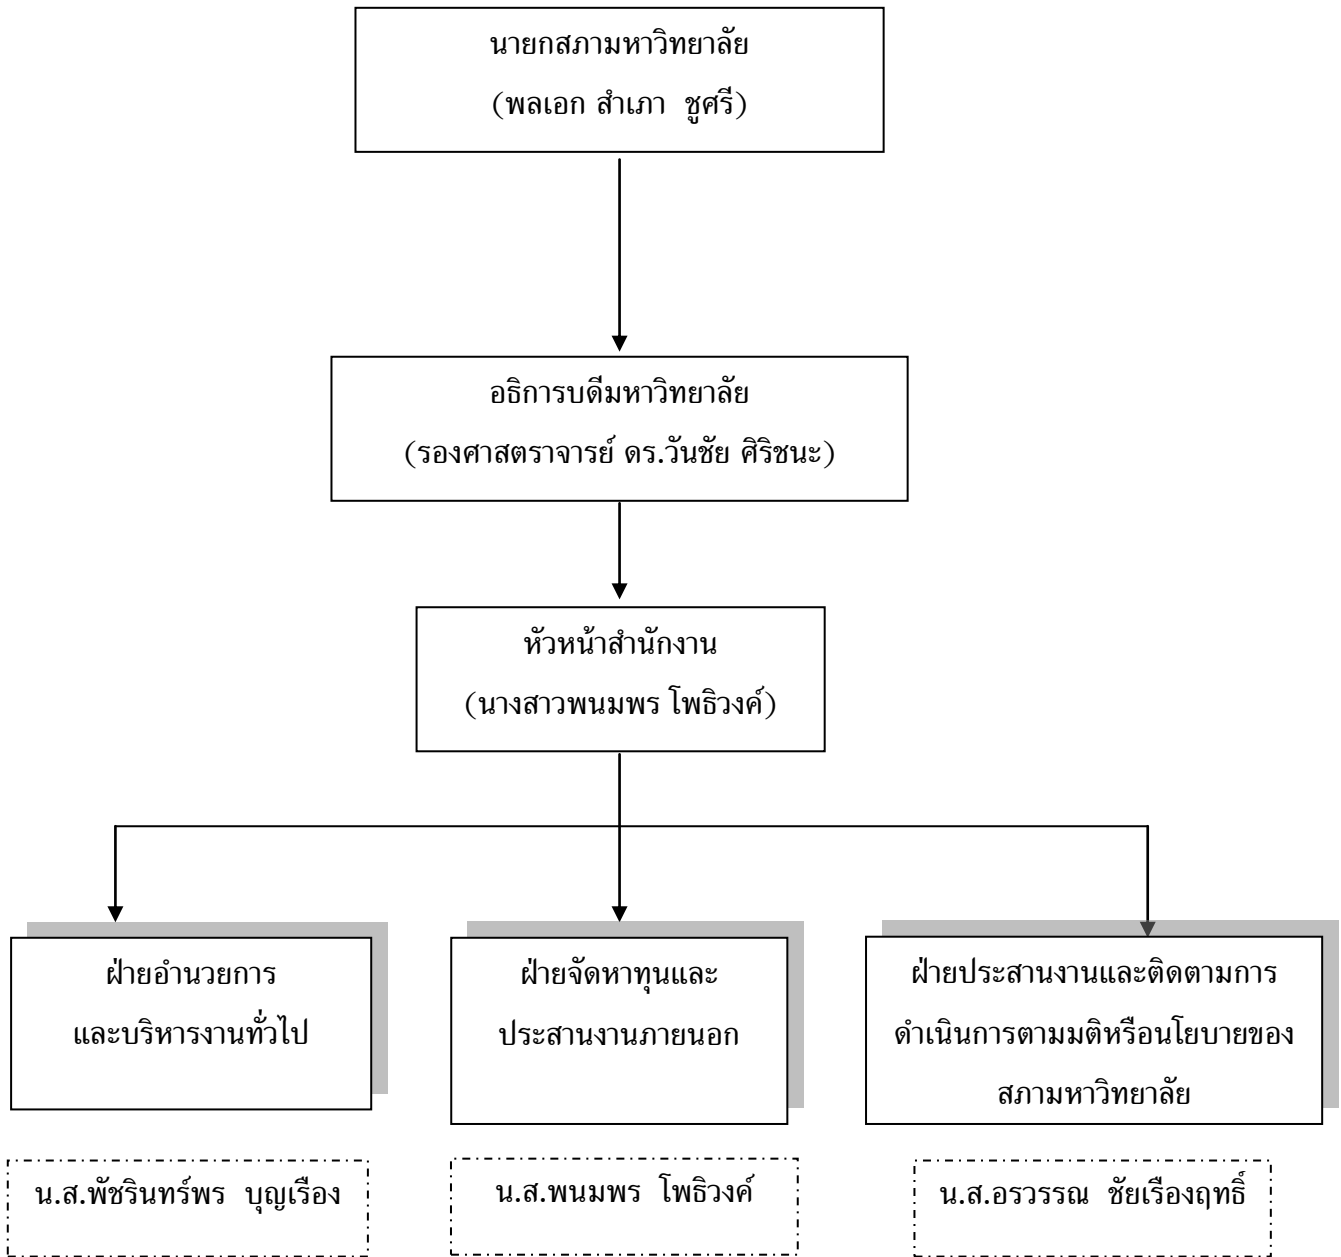 นายกสภามหาวิทยาลัย
(พลเอก สำเภา ชูศรี)
อธิการบดีมหาวิทยาลัย
(รองศาสตราจารย์ ดร.วันชัย ศิริชนะ)
หัวหน้าสำนักงาน
(นางสาวพนมพร โพธิวงค์)
ฝ่ายอำนวยการ
และบริหารงานทั่วไป
ฝ่ายจัดหาทุนและ
ประสานงานภายนอก
ฝ่ายประสานงานและติดตามการ
ดำเนินการตามมติหรือนโยบายของ
สภามหาวิทยาลัย
น.ส.พัชรินทร์พร บุญเรือง
น.ส.พนมพร โพธิวงค์
น.ส.อรวรรณ ชัยเรืองฤทธิ์